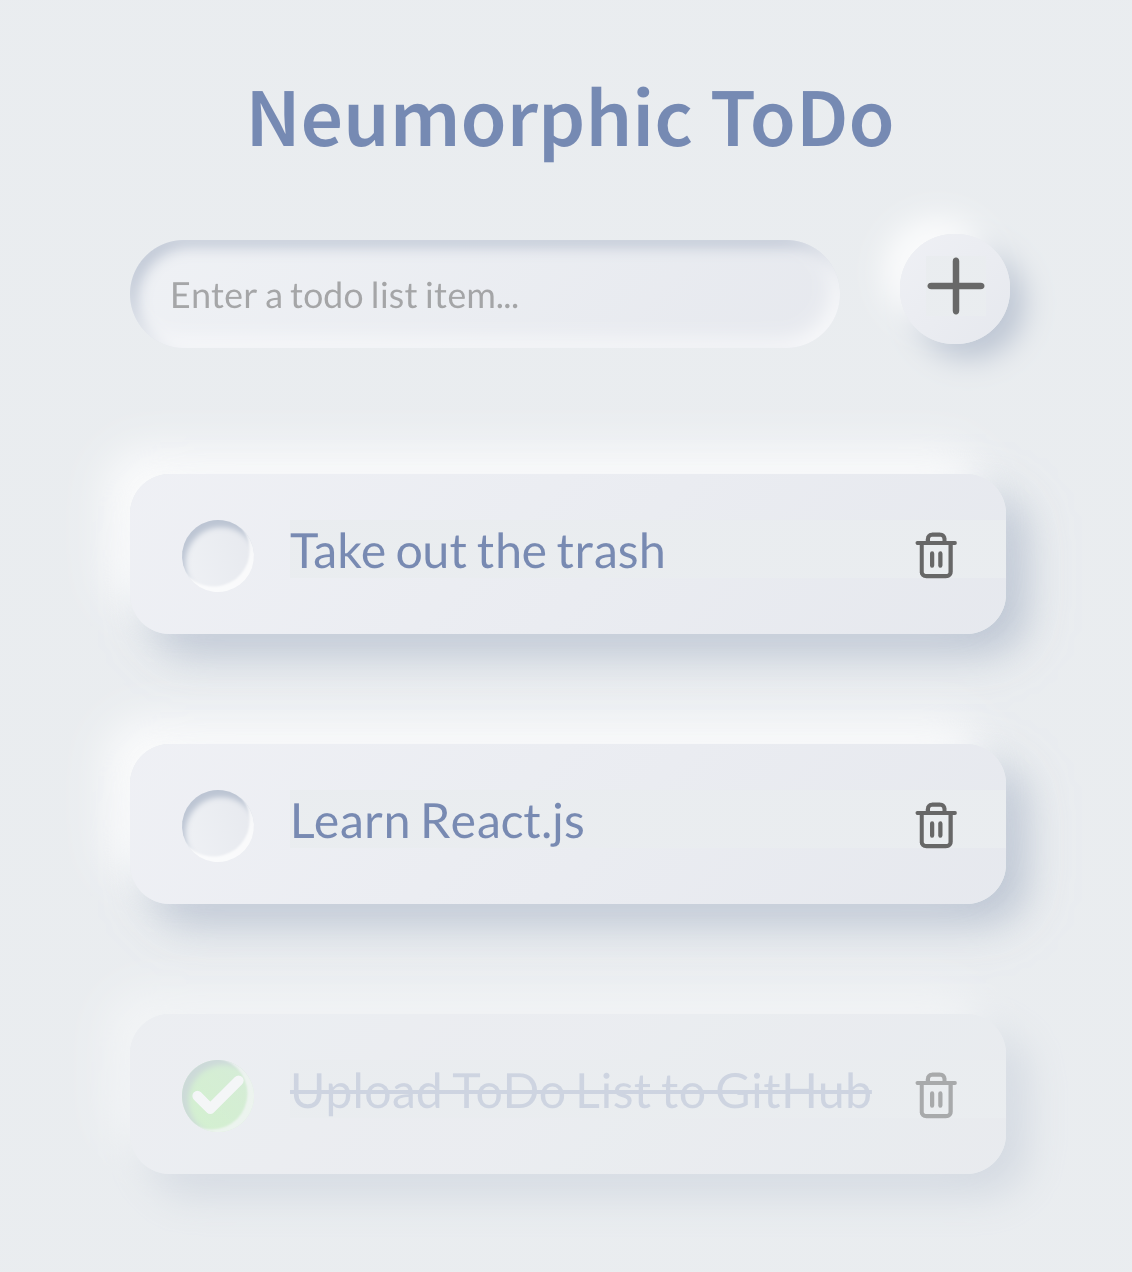 Neumorphic ToDo
Enter a todo list item...
Take out the trash
Learn React.js
Upload ToDo List to GitHub